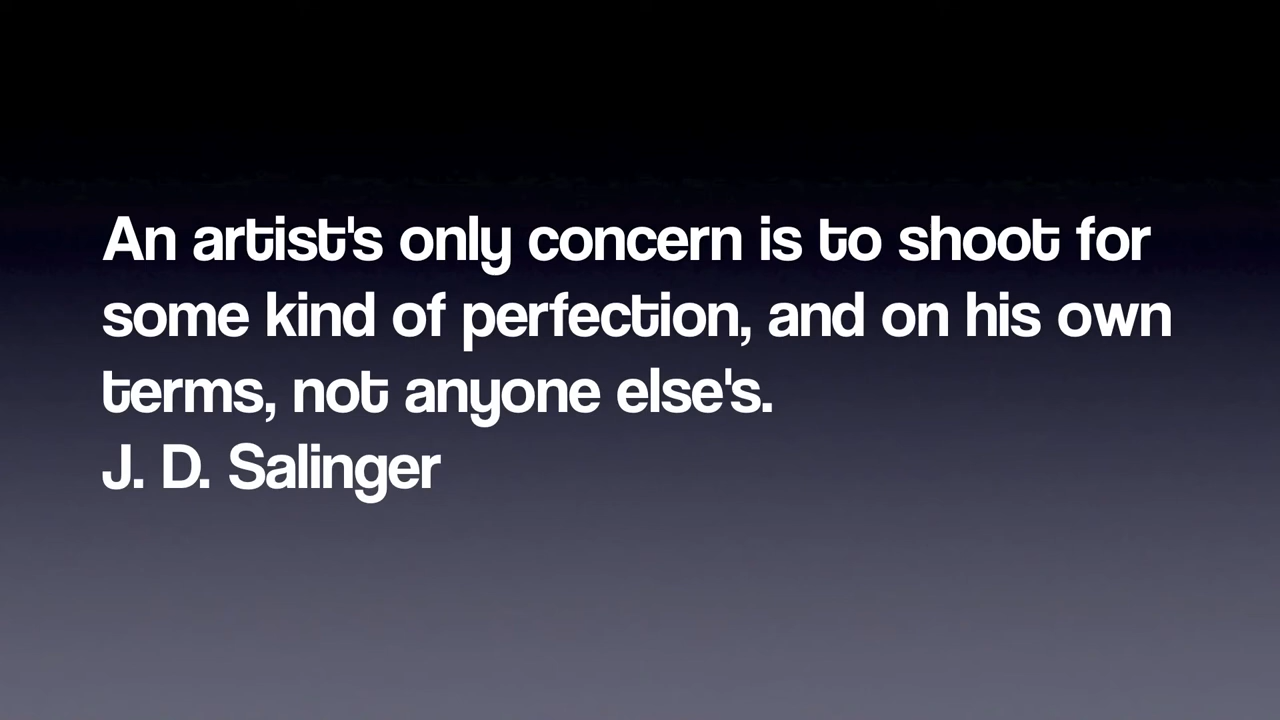 An artist's only concern is to shoot for
some kind of perfection, and on his own
terms, not anyone else's.
J. D. Salinger